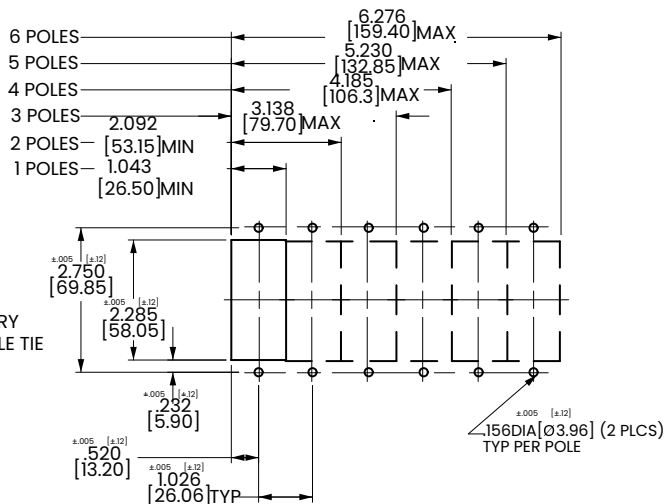 6.276
[159.40]MAX
6 POLES
5.230
[132.85]MAX
5 POLES
4.185
[106.3]MAX
4 POLES
3.138
[79.70]MAX
3 POLES
2.092
[53.15]MIN
2 POLES
1.043
[26.50]MIN
1 POLES
±.005 [±.12]
2.750
[69.85]
±.005 [±.12]
2.285
[58.05]
RY
LE TIE
±.005 [±.12]
.232
[5.90]
±.005 [±.12]
.156DIA[Ø3.96] (2 PLCS)
TYP PER POLE
±.005 [±.12]
.520
[13.20]
±.005 [±.12]
1.026
[26.06]TYP